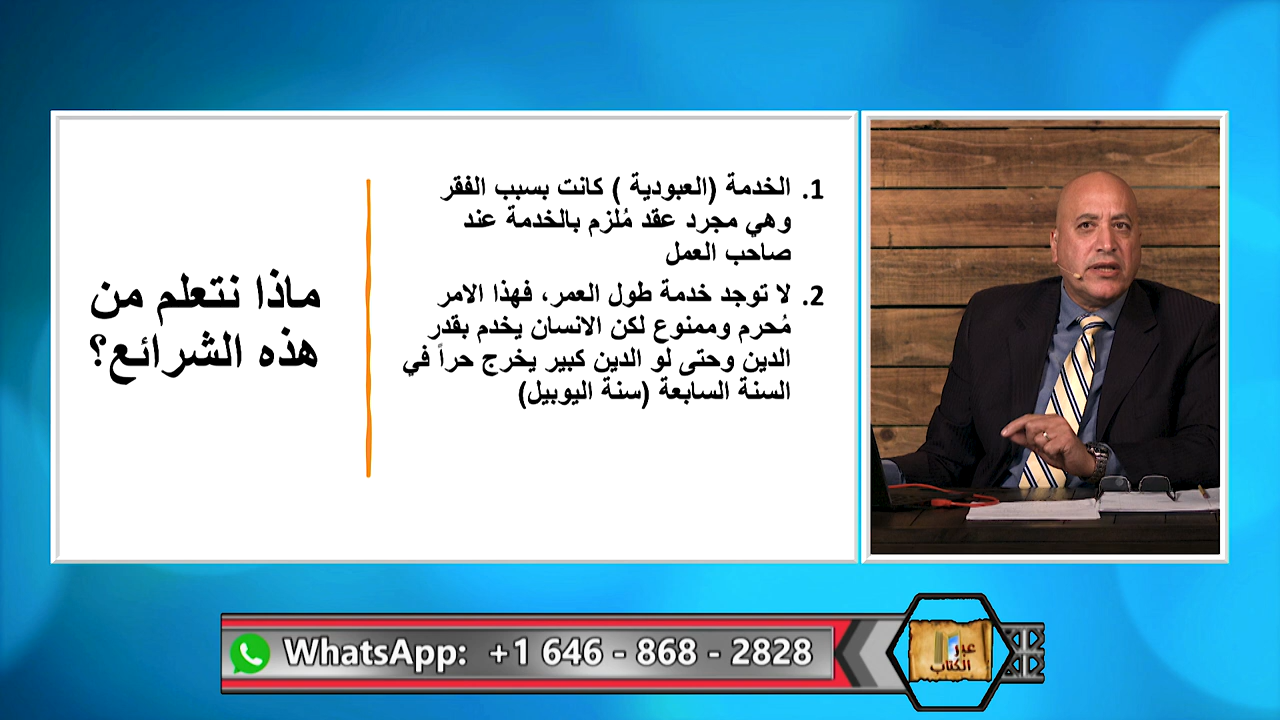 1. الخدمة (العبودية ) كانت بسبب الفقر
وهي مجرد عقد مُلزم بالخدمة عند
صاحب العمل
2. لا توجد خدمة طول العمر، فهذا الامر
مُحرم وممنوع لكن الانسان يخدم بقدر
الدين وحتى لو الدين كبير يخرج حراً في
السنة السابعة (سنة اليوبيل)
ماذا نتعلم من
هذه الشرائع؟
WhatsApp: +1 646 - 868 - 2828
عبر
الكتاب